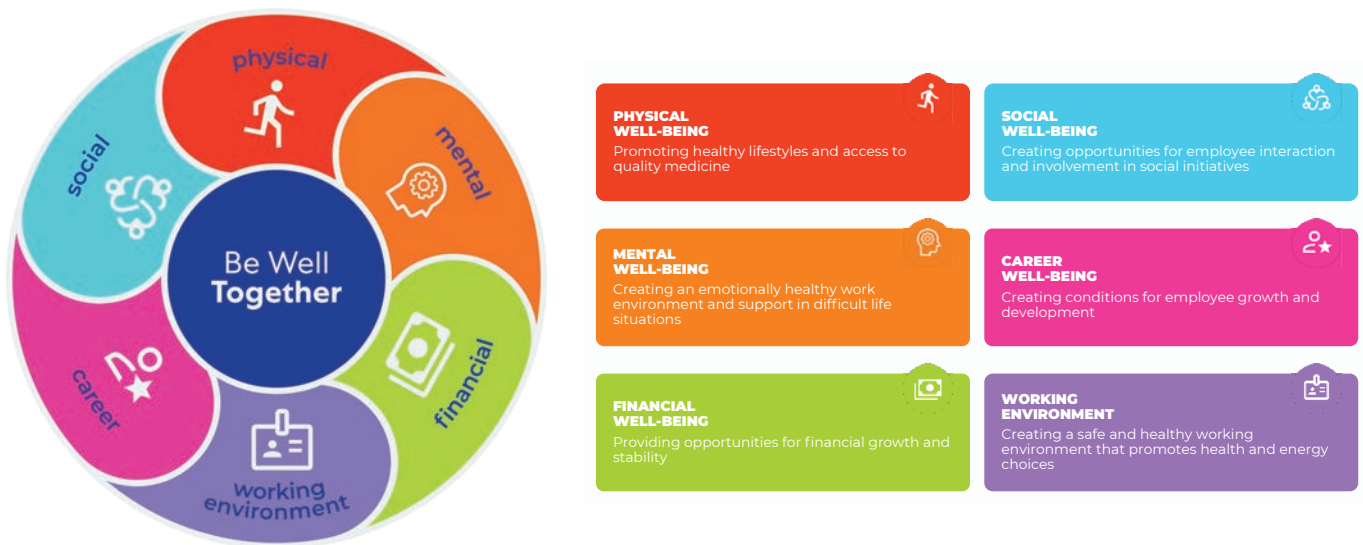 physical
mental
social
Be Well
Together
financial
career
working
environment
PHYSICAL
WELL-BEING
Promoting healthy lifestyles and access to
quality medicine
SOCIAL
WELL-BEING
Creating opportunities for employee interaction
and involvement in social initiatives
MENTAL
WELL-BEING
Creating an emotionally healthy work
environment and support in difficult life
situations
CAREER
WELL-BEING
Creating conditions for employee growth and
development
FINANCIAL
WELL-BEING
Providing opportunities for financial growth and
stability
WORKING
ENVIRONMENT
Creating a safe and healthy working
environment that promotes health and energy
choices